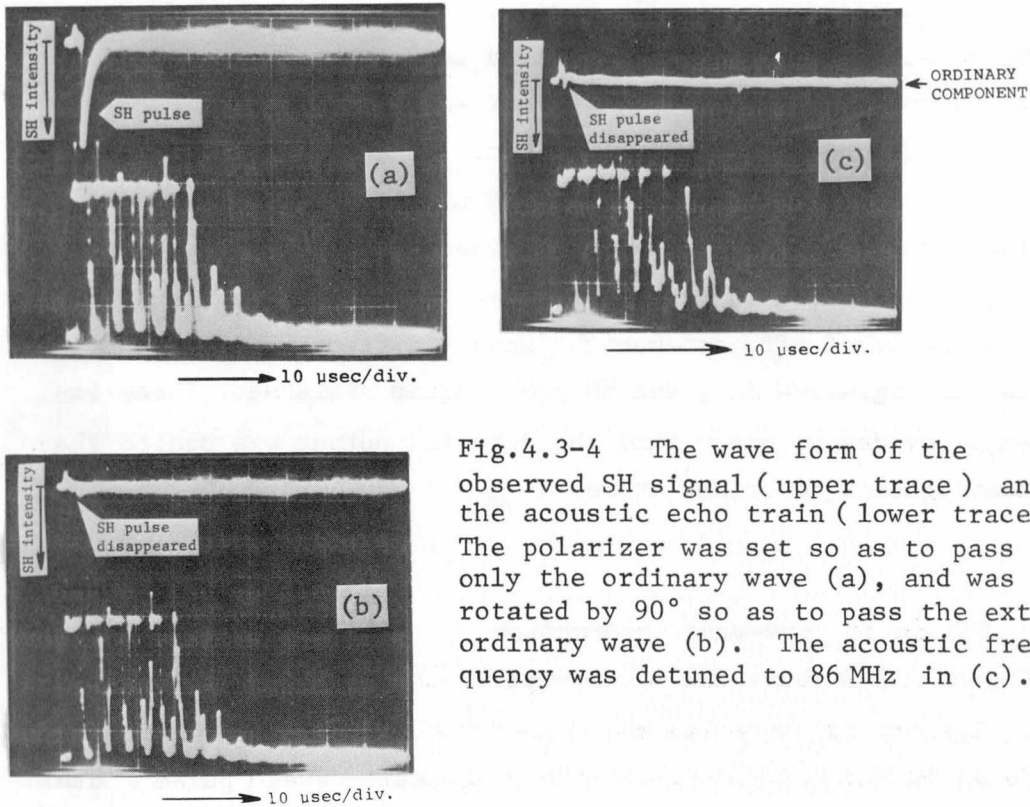 SH intensity
SH pulse
(a)
10 µsec/div.
SH intensity
SH pulse
disappeared
(c)
ORDINARY
COMPONENT
10 µsec/div.
SH intensity
SH pulse
disappeared
(b)
10 µsec/div.
Fig.4.3-4 The wave form of the
observed SH signal (upper trace) an
the acoustic echo train (lower trace
The polarizer was set so as to pass
only the ordinary wave (a), and was
rotated by 90° so as to pass the ext
ordinary wave (b). The acoustic fre
quency was detuned to 86 MHz in (c).